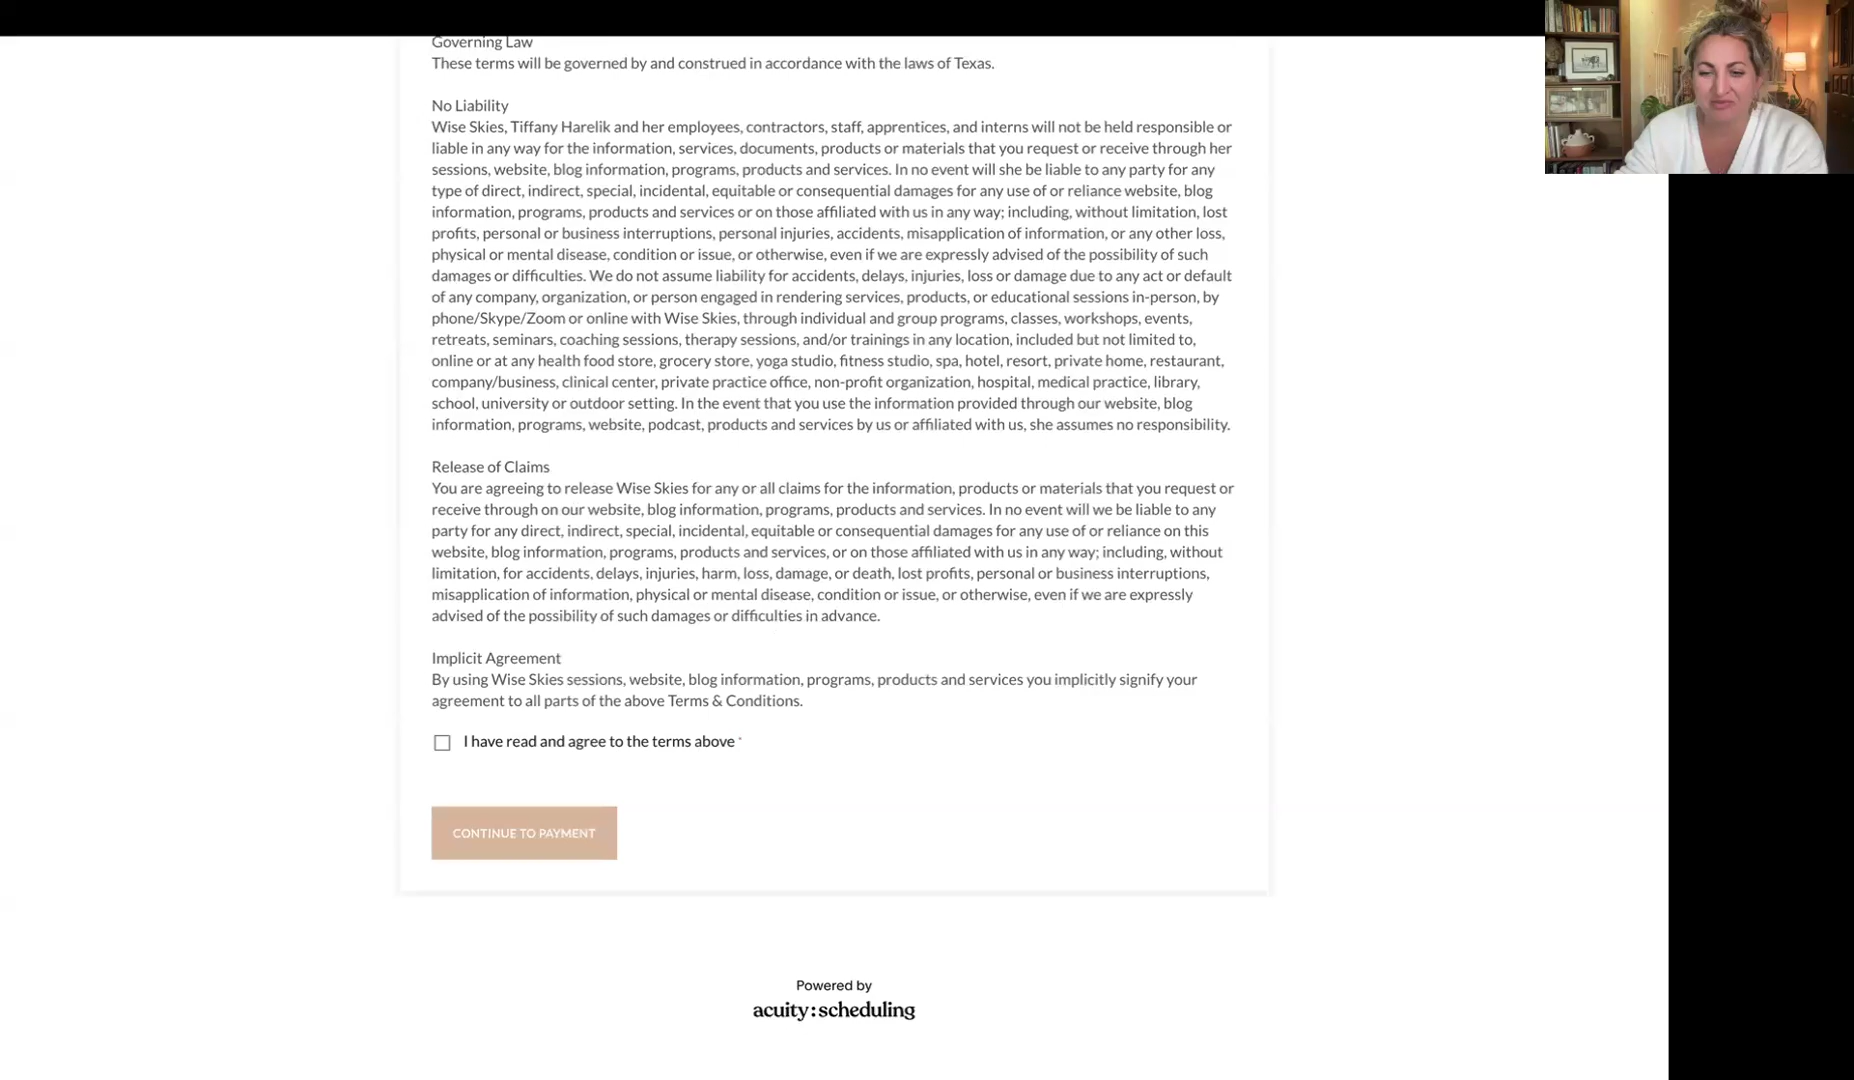 Governing Law
These terms will be governed by and construed in accordance with the laws of Texas.
No Liability
Wise Skies, Tiffany Harelik and her employees, contractors, staff, apprentices, and interns will not be held responsible or
liable in any way for the information, services, documents, products or materials that you request or receive through her
sessions, website, blog information, programs, products and services. In no event will she be liable to any party for any
type of direct, indirect, special, incidental, equitable or consequential damages for any use of or reliance website, blog
information, programs, products and services or on those affiliated with us in any way; including, without limitation, lost
profits, personal or business interruptions, personal injuries, accidents, misapplication of information, or any other loss,
physical or mental disease, condition or issue, or otherwise, even if we are expressly advised of the possibility of such
damages or difficulties. We do not assume liability for accidents, delays, injuries, loss or damage due to any act or default
of any company, organization, or person engaged in rendering services, products, or educational sessions in-person, by
phone/Skype/Zoom or online with Wise Skies, through individual and group programs, classes, workshops, events,
retreats, seminars, coaching sessions, therapy sessions, and/or trainings in any location, included but not limited to,
online or at any health food store, grocery store, yoga studio, fitness studio, spa, hotel, resort, private home, restaurant,
company/business, clinical center, private practice office, non-profit organization, hospital, medical practice, library,
school, university or outdoor setting. In the event that you use the information provided through our website, blog
information, programs, website, podcast, products and services by us or affiliated with us, she assumes no responsibility.
Release of Claims
You are agreeing to release Wise Skies for any or all claims for the information, products or materials that you request or
receive through on our website, blog information, programs, products and services. In no event will we be liable to any
party for any direct, indirect, special, incidental, equitable or consequential damages for any use of or reliance on this
website, blog information, programs, products and services, or on those affiliated with us in any way; including, without
limitation, for accidents, delays, injuries, harm, loss, damage, or death, lost profits, personal or business interruptions,
misapplication of information, physical or mental disease, condition or issue, or otherwise, even if we are expressly
advised of the possibility of such damages or difficulties in advance.
Implicit Agreement
By using Wise Skies sessions, website, blog information, programs, products and services you implicitly signify your
agreement to all parts of the above Terms & Conditions.
I have read and agree to the terms above *
CONTINUE TO PAYMENT
Powered by
acuity:scheduling